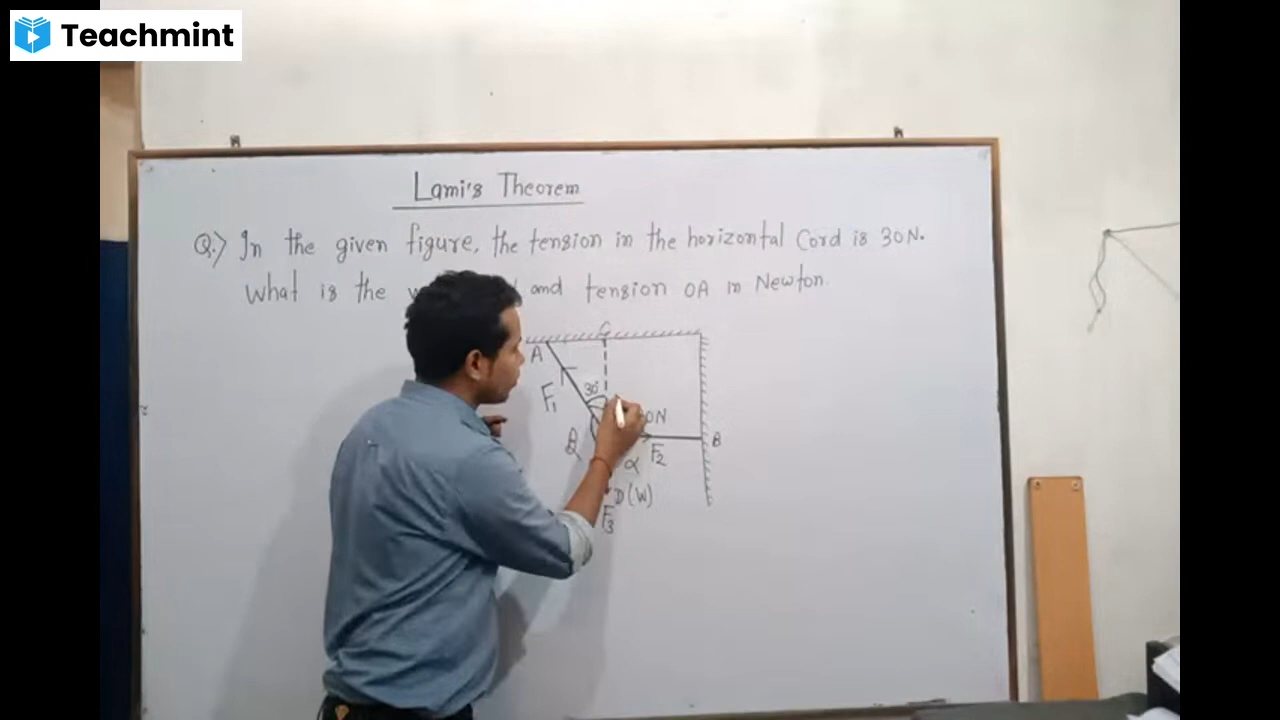 Teachmint
Lami's Theorem
Q.) In the given figure, the tension in the horizontal Cord is 30N.
What is the and tension OA in Newton.
C
A
30°
F1
N
B
β
F2
α
D(W)
F3